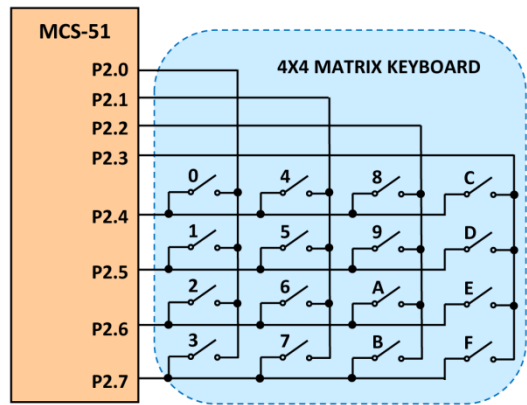 MCS-51
4X4 MATRIX KEYBOARD
P2.0
P2.1
P2.2
P2.3
0 4 8 C
P2.4
1 5 9 D
P2.5
2 6 A E
P2.6
3 7 B F
P2.7